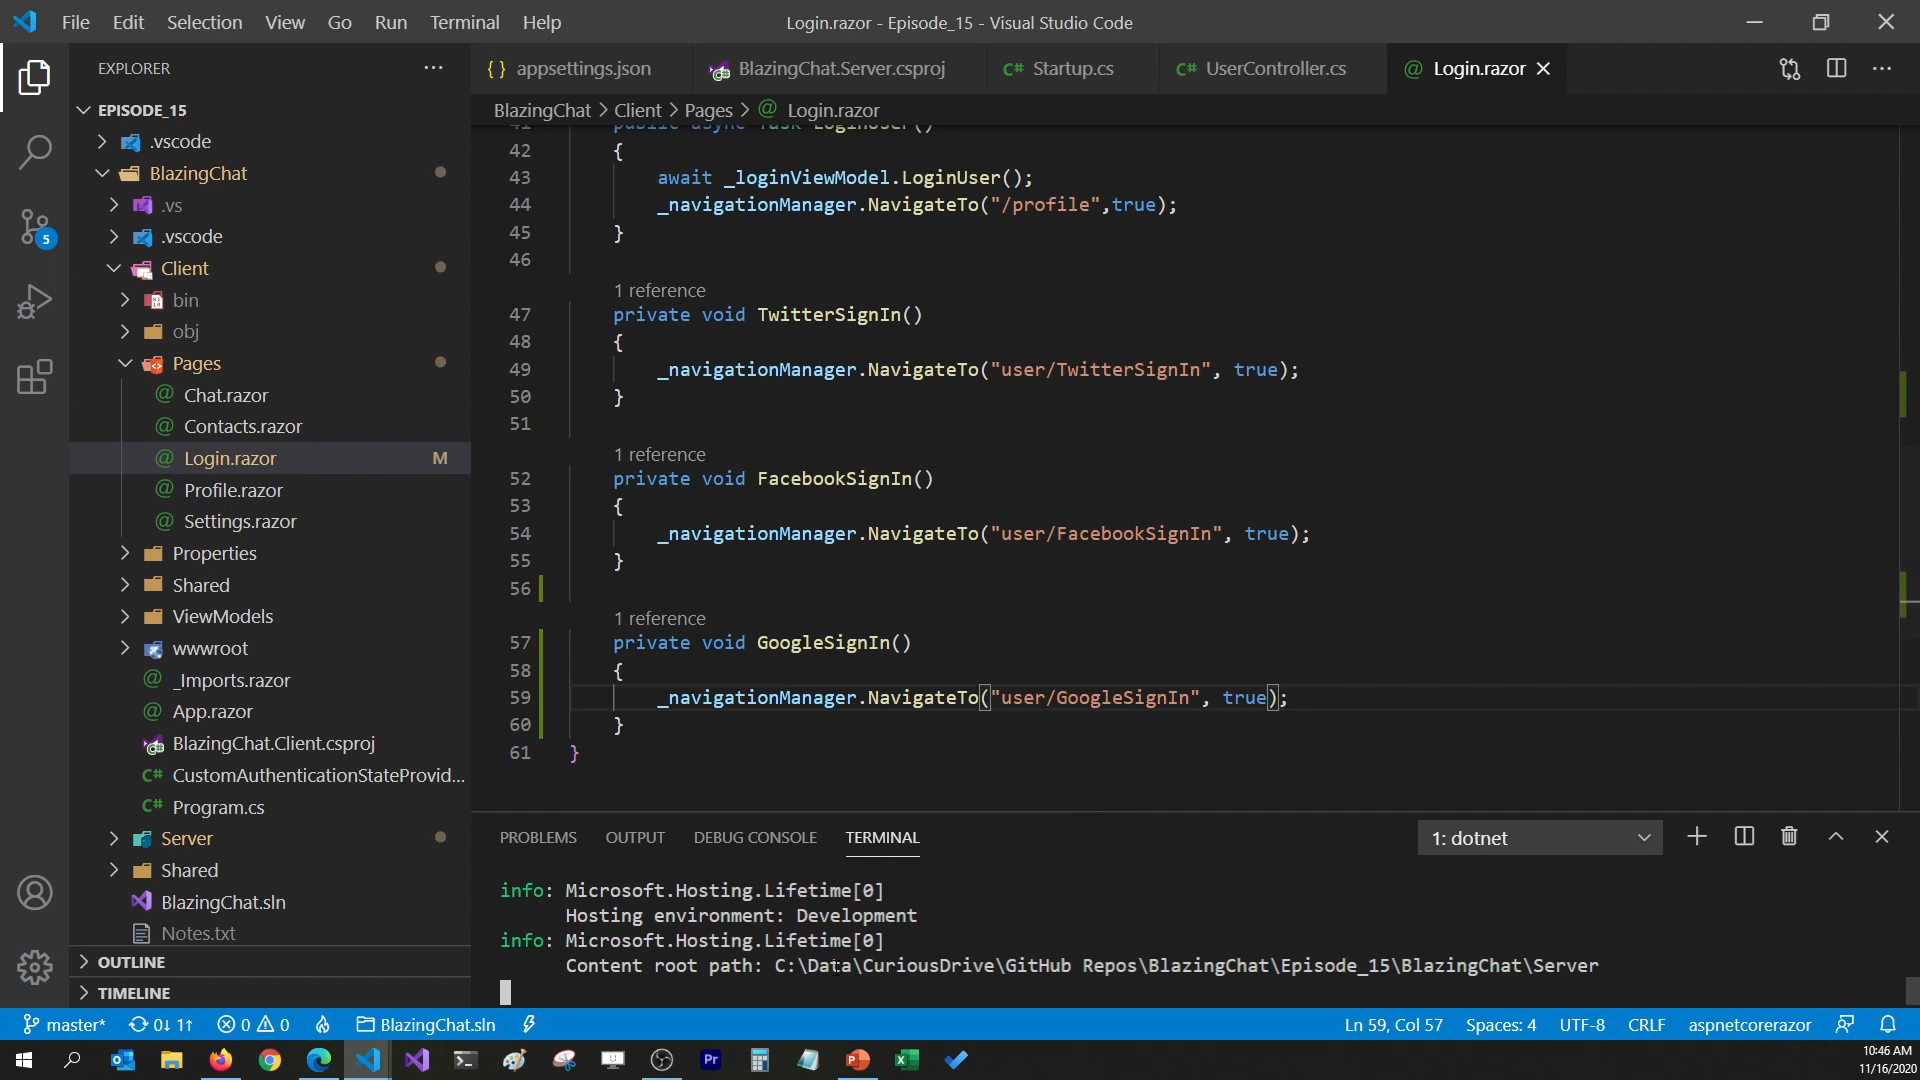 File Edit Selection View Go Run Terminal Help
Login.razor - Episode_15 - Visual Studio Code
EXPLORER
EPISODE_15
.vscode
BlazingChat
.vs
.vscode
Client
bin
obj
Pages
Chat.razor
Contacts.razor
Login.razor M
Profile.razor
Settings.razor
Properties
Shared
ViewModels
wwwroot
_Imports.razor
App.razor
BlazingChat.Client.csproj
CustomAuthenticationStateProvid...
Program.cs
Server
Shared
BlazingChat.sln
Notes.txt
OUTLINE
TIMELINE
5
{ } appsettings.json
BlazingChat.Server.csproj
C# Startup.cs
C# UserController.cs
@ Login.razor
BlazingChat > Client > Pages > @ Login.razor
41 public async Task LoginUser()
42 {
43 await _loginViewModel.LoginUser();
44 _navigationManager.NavigateTo("/profile",true);
45 }
46
1 reference
47 private void TwitterSignIn()
48 {
49 _navigationManager.NavigateTo("user/TwitterSignIn", true);
50 }
51
1 reference
52 private void FacebookSignIn()
53 {
54 _navigationManager.NavigateTo("user/FacebookSignIn", true);
55 }
56
1 reference
57 private void GoogleSignIn()
58 {
59 _navigationManager.NavigateTo("user/GoogleSignIn", true);
60 }
61 }
PROBLEMS OUTPUT DEBUG CONSOLE TERMINAL
1: dotnet
info: Microsoft.Hosting.Lifetime[0]
Hosting environment: Development
info: Microsoft.Hosting.Lifetime[0]
Content root path: C:\Data\CuriousDrive\GitHub Repos\BlazingChat\Episode_15\BlazingChat\Server
master* 0↓ 1↑ 0 0 BlazingChat.sln
Ln 59, Col 57 Spaces: 4 UTF-8 CRLF aspnetcorerazor
10:46 AM
11/16/2020